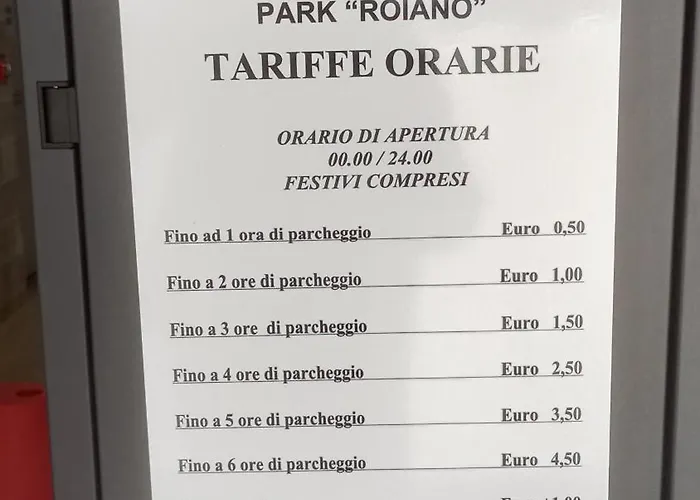 PARK “ROIANO”
TARIFFE ORARIE
ORARIO DI APERTURA
00.00 / 24.00
FESTIVI COMPRESI
Fino ad 1 ora di parcheggio Euro 0,50
Fino a 2 ore di parcheggio Euro 1,00
Fino a 3 ore di parcheggio Euro 1,50
Fino a 4 ore di parcheggio Euro 2,50
Fino a 5 ore di parcheggio Euro 3,50
Fino a 6 ore di parcheggio Euro 4,50